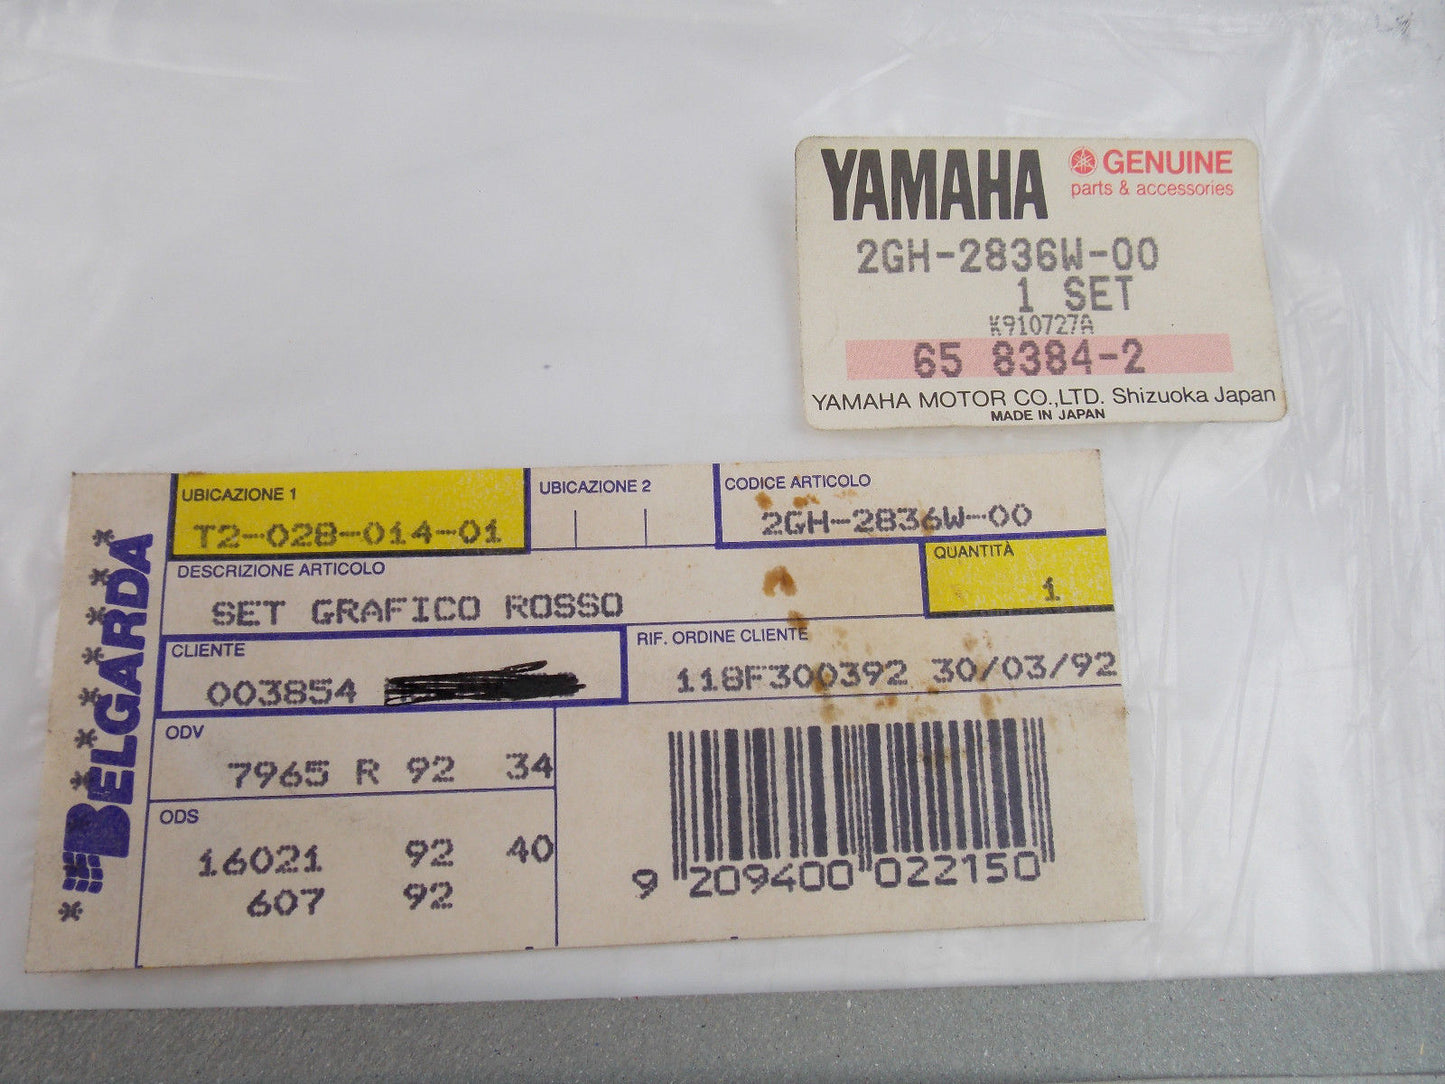 YAMAHA GENUINE
parts & accessories
2GH-2836W-00
1 SET
K910727A
65 8384-2
YAMAHA MOTOR CO.,LTD. Shizuoka Japan
MADE IN JAPAN
BELGARDA
UBICAZIONE 1 UBICAZIONE 2 CODICE ARTICOLO
T2-028-014-01 2GH-2836W-00
DESCRIZIONE ARTICOLO QUANTITÀ
SET GRAFICO ROSSO 1
CLIENTE RIF. ORDINE CLIENTE
003854 118F300392 30/03/92
ODV
7965 R 92 34
ODS
16021 92 40
607 92
9 209400 022150